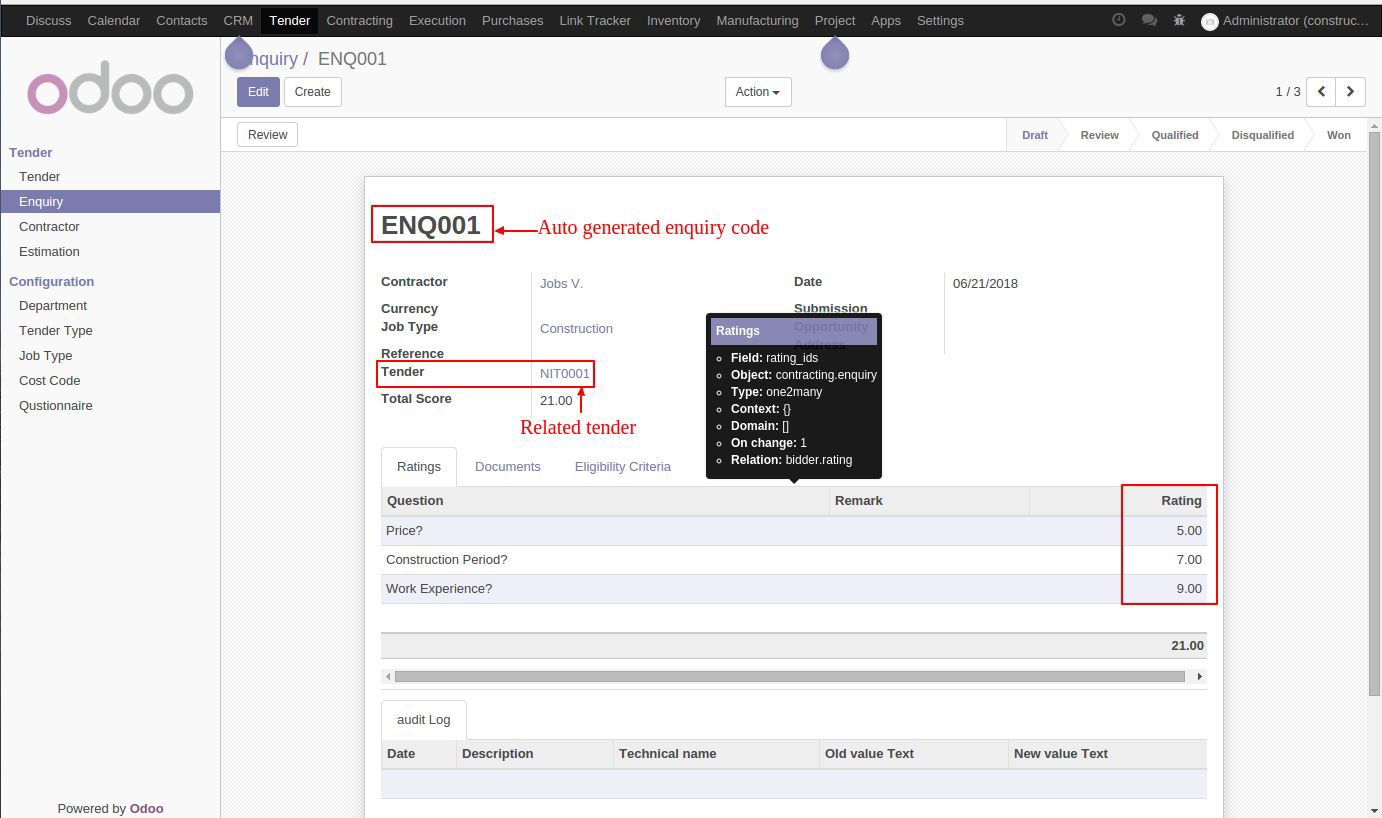 Discuss Calendar Contacts CRM Tender Contracting Execution Purchases Link Tracker Inventory Manufacturing Project Apps Settings Administrator (construc...
odoo
nquiry / ENQ001
Edit Create Action 1 / 3
Review Draft Review Qualified Disqualified Won
Tender
Tender
Enquiry
Contractor
Estimation
Configuration
Department
Tender Type
Job Type
Cost Code
Qustionnaire
Powered by Odoo
ENQ001 Auto generated enquiry code
Contractor Jobs V. Date 06/21/2018
Currency Submission
Job Type Construction Opportunity
Reference Address
Tender NIT0001
Total Score 21.00
Related tender
Ratings
Field: rating_ids
Object: contracting.enquiry
Type: one2many
Context: {}
Domain: []
On change: 1
Relation: bidder.rating
Ratings Documents Eligibility Criteria
Question Remark Rating
Price? 5.00
Construction Period? 7.00
Work Experience? 9.00
21.00
audit Log
Date Description Technical name Old value Text New value Text